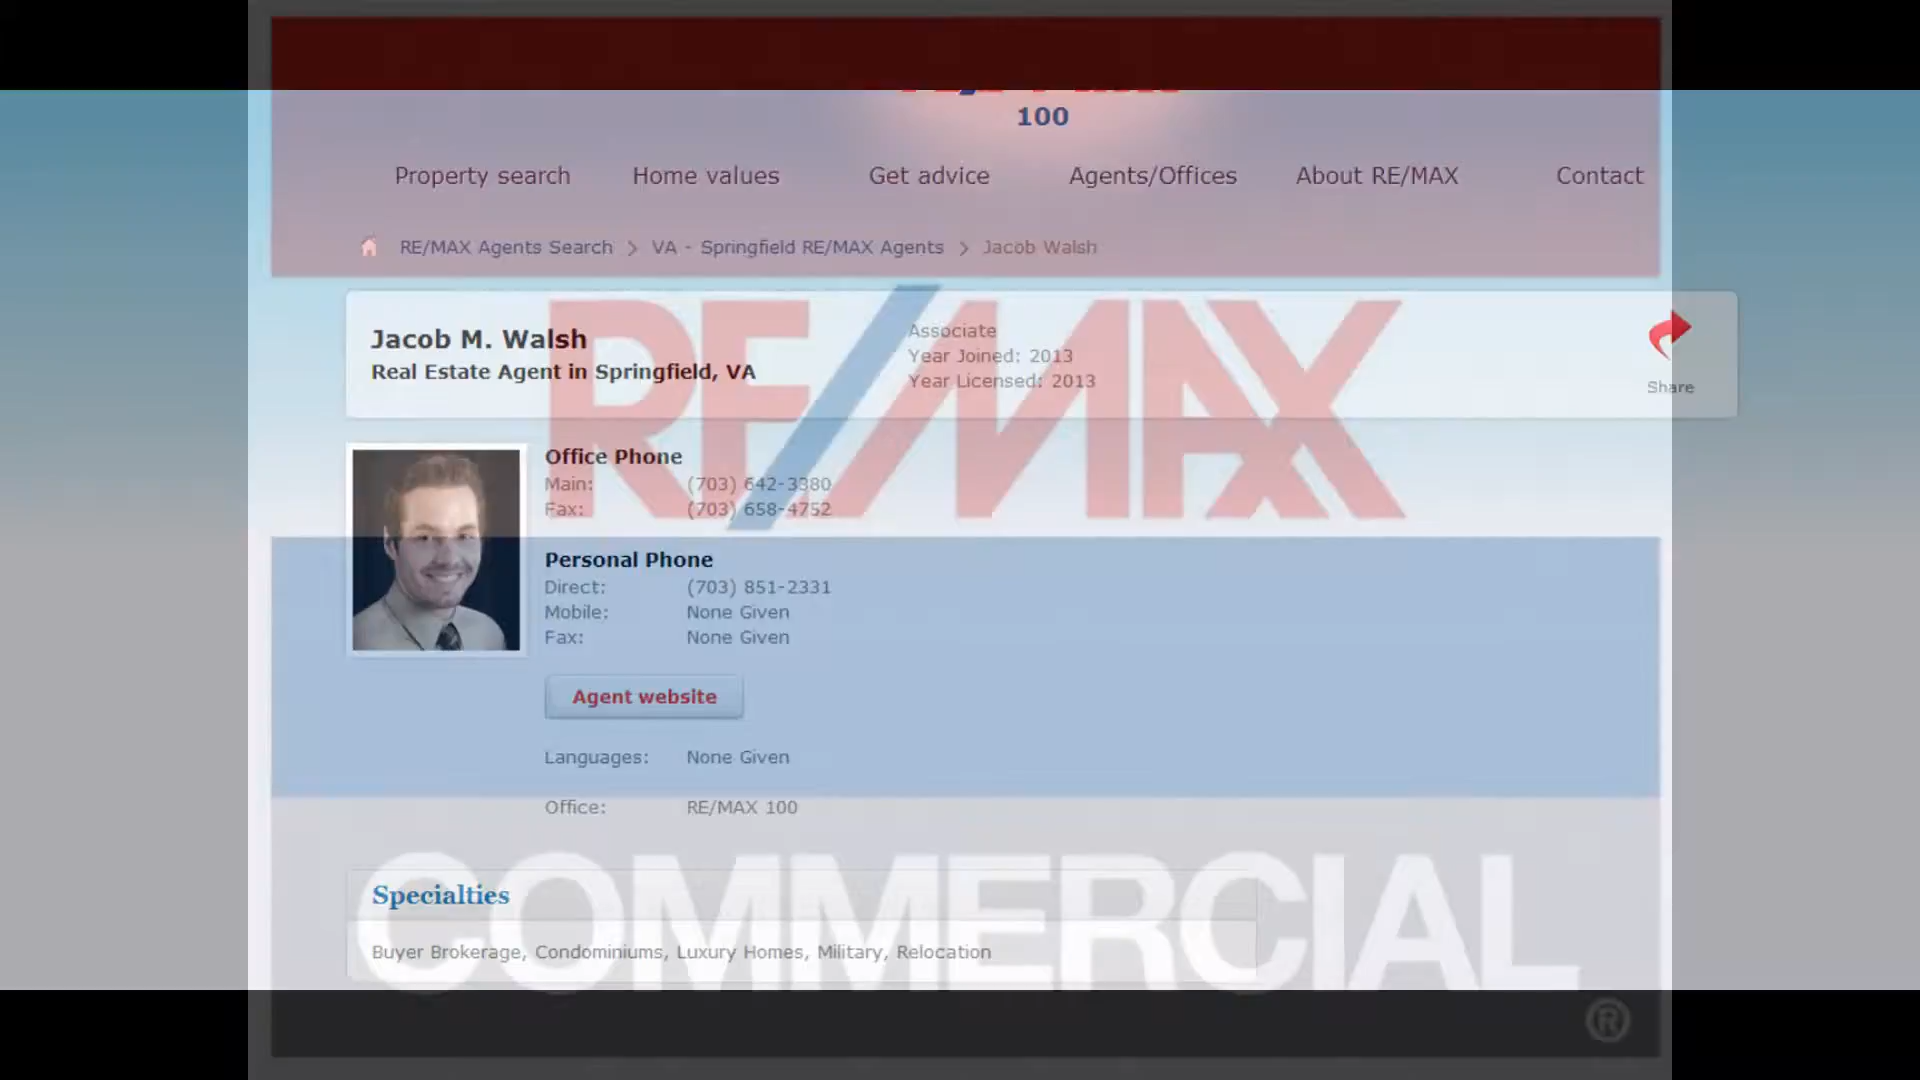 100
Property search Home values Get advice Agents/Offices About RE/MAX Contact
RE/MAX Agents Search > VA - Springfield RE/MAX Agents > Jacob Walsh
RE/MAX
Jacob M. Walsh
Real Estate Agent in Springfield, VA
Associate
Year Joined: 2013
Year Licensed: 2013
Share
Office Phone
Main: (703) 642-3380
Fax: (703) 658-4752
Personal Phone
Direct: (703) 851-2331
Mobile: None Given
Fax: None Given
Agent website
Languages: None Given
Office: RE/MAX 100
COMMERCIAL
Specialties
Buyer Brokerage, Condominiums, Luxury Homes, Military, Relocation
®